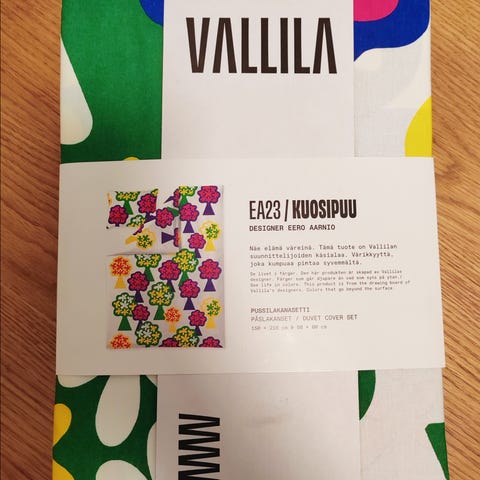 VALLILA
EA23 / KUOSIPUU
DESIGNER EERO AARNIO
Näe elämä väreinä. Tämä tuote on Vallilan
suunnittelijoiden käsialaa. Värikkyyttä,
joka kumpuaa pintaa syvemmältä.
De livet i färger. Den här produkten är skapad av Vallilas
designer. Färger som går djupare än vad som syns på ytan./
See life in colors. This product is from the drawing board of
Vallila's designers. Colors that go beyond the surface.
PUSSILAKANASETTI
PÅSLAKANSET / DUVET COVER SET
150 × 210 cm & 50 × 60 cm
WWW